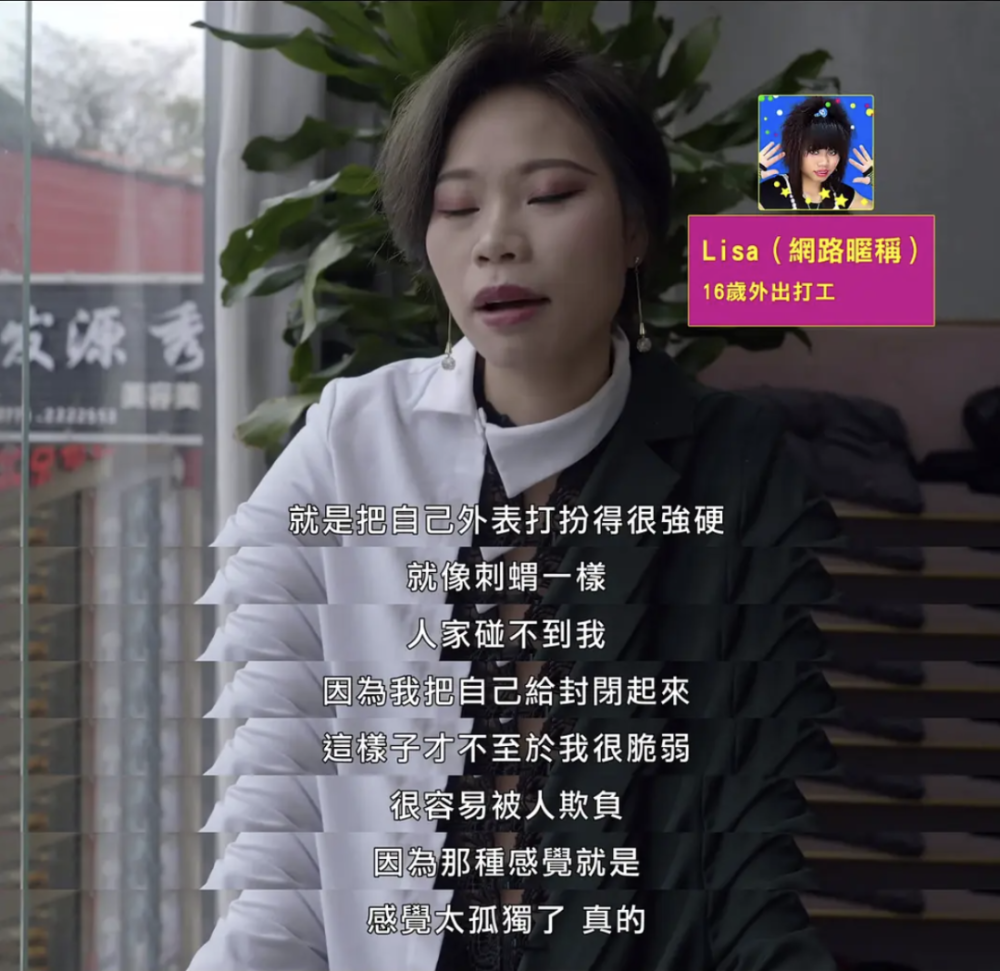 Lisa（網路暱稱）
16歲外出打工
发源秀
美容美
就是把自己外表打扮得很強硬
就像刺蝟一樣
人家碰不到我
因為我把自己給封閉起來
這樣子才不至於我很脆弱
很容易被人欺負
因為那種感覺就是
感覺太孤獨了 真的